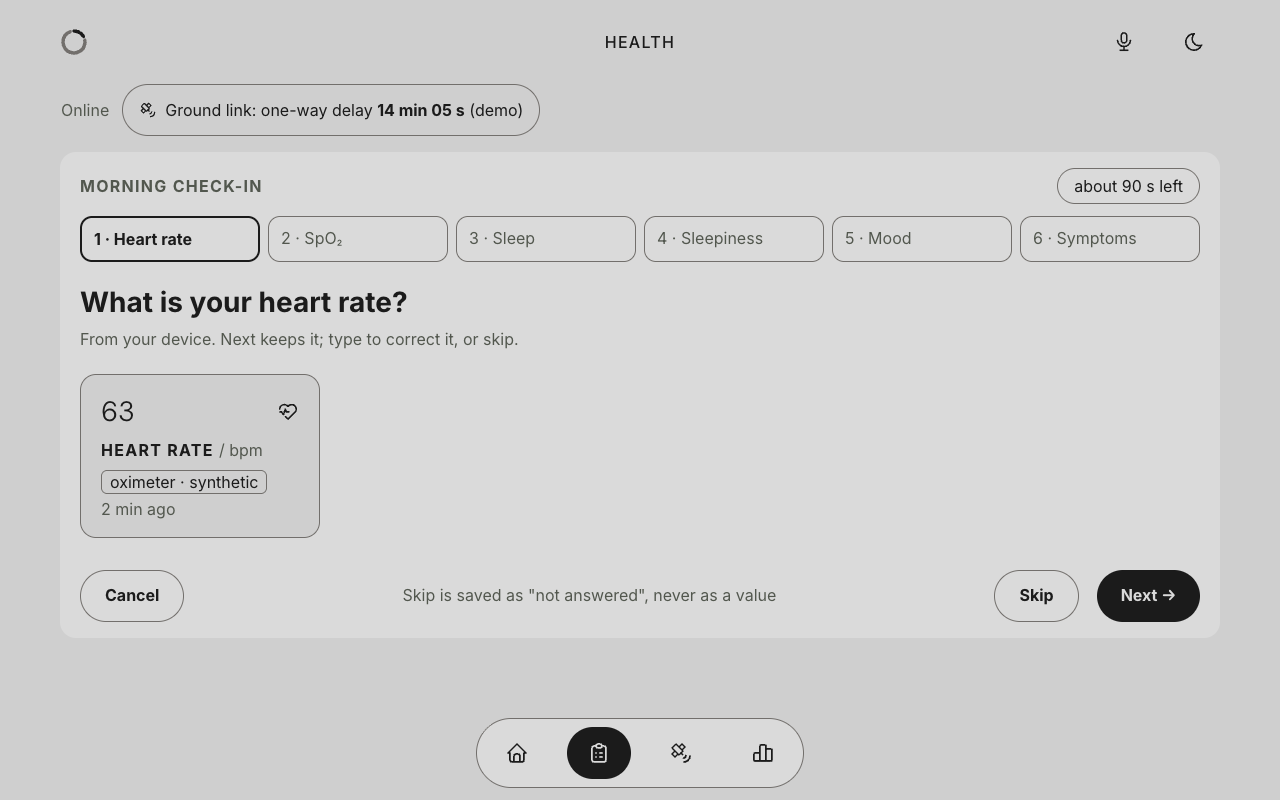 HEALTH
Online
Ground link: one-way delay 14 min 05 s (demo)
MORNING CHECK-IN
about 90 s left
1 · Heart rate
2 · SpO₂
3 · Sleep
4 · Sleepiness
5 · Mood
6 · Symptoms
What is your heart rate?
From your device. Next keeps it; type to correct it, or skip.
63
HEART RATE / bpm
oximeter · synthetic
2 min ago
Cancel
Skip is saved as "not answered", never as a value
Skip
Next →